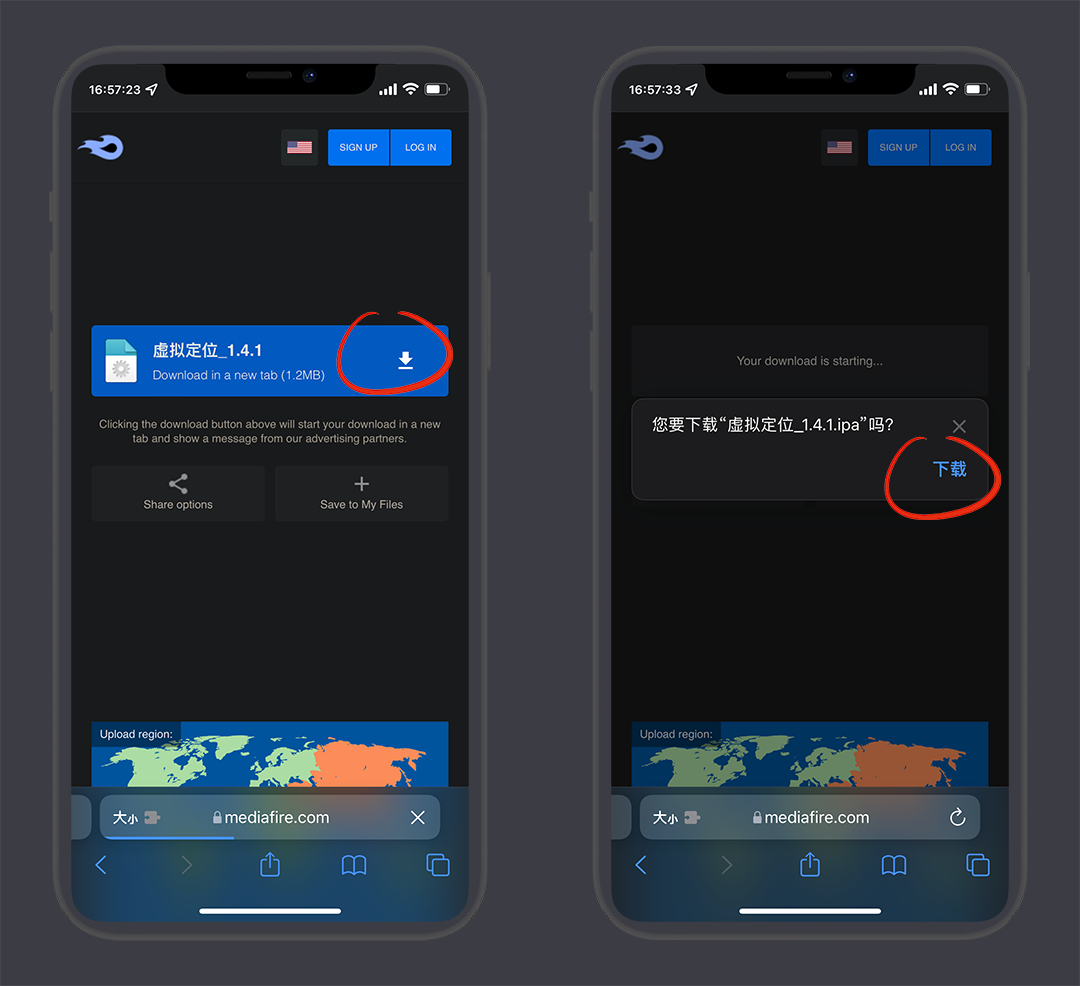 16:57:23
SIGN UP
LOG IN
虚拟定位_1.4.1
Download in a new tab (1.2MB)
Clicking the download button above will start your download in a new
tab and show a message from our advertising partners.
Share options
Save to My Files
Upload region:
大小
mediafire.com
16:57:33
SIGN UP
LOG IN
Your download is starting...
您要下载“虚拟定位_1.4.1.ipa”吗?
下载
Upload region:
大小
mediafire.com